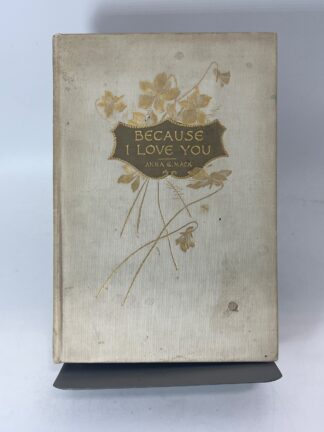 BECAUSE
I LOVE YOU
ANNA E. MACK